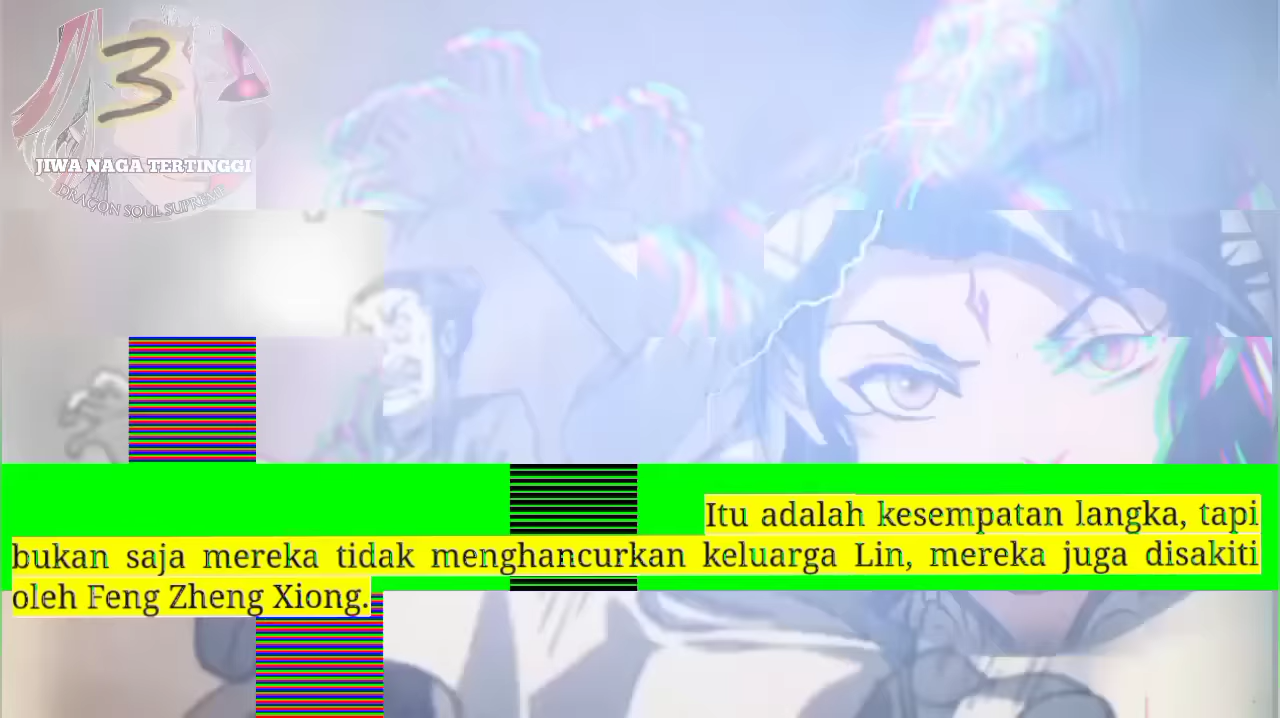 3
JIWA NAGA TERTINGGI
DRAGON SOUL SUPREME
Itu adalah kesempatan langka, tapi
bukan saja mereka tidak menghancurkan keluarga Lin, mereka juga disakiti
oleh Feng Zheng Xiong.